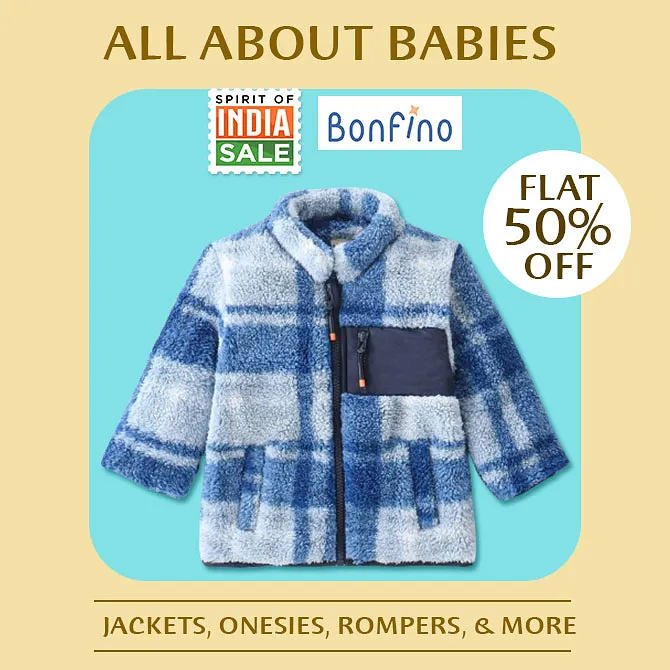 ALL ABOUT BABIES
SPIRIT OF
INDIA
SALE
Bonfino
FLAT
50%
OFF
JACKETS, ONESIES, ROMPERS, & MORE